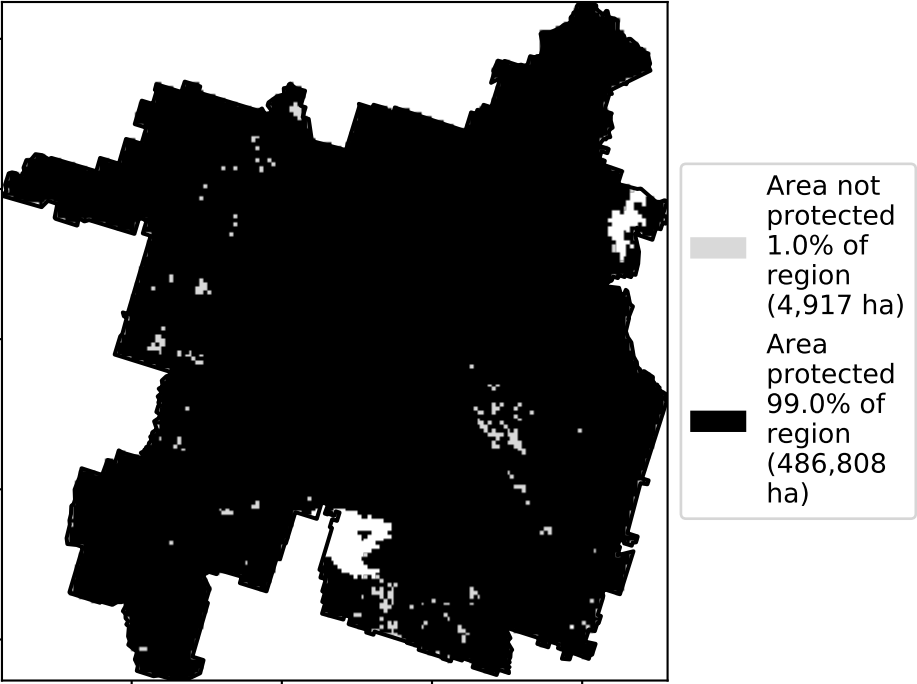 Area not
protected
1.0% of
region
(4,917 ha)
Area
protected
99.0% of
region
(486,808
ha)